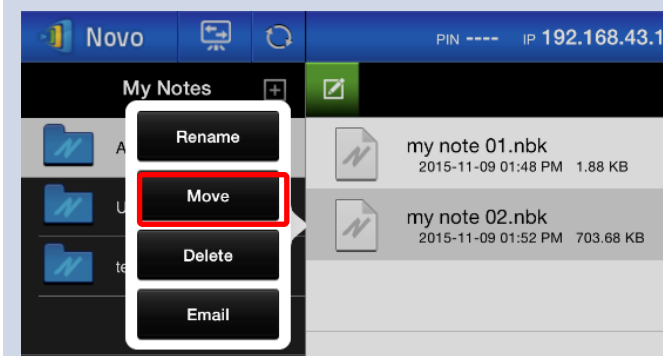 Novo
PIN ---- IP 192.168.43.1
My Notes
A
Rename
U
Move
te
Delete
Email
my note 01.nbk
2015-11-09 01:48 PM 1.88 KB
my note 02.nbk
2015-11-09 01:52 PM 703.68 KB